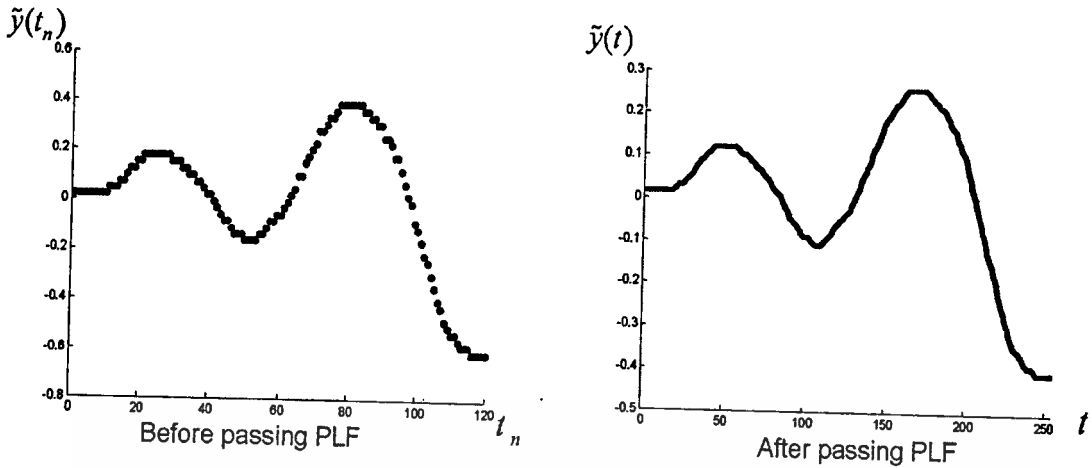 ỹ(tₙ)
0.6
0.4
0.2
0
-0.2
-0.4
-0.6
-0.8
0 20 40 60 80 100 120 tₙ
Before passing PLF
ỹ(t)
0.3
0.2
0.1
0
-0.1
-0.2
-0.3
-0.4
-0.5
0 50 100 150 200 250 t
After passing PLF